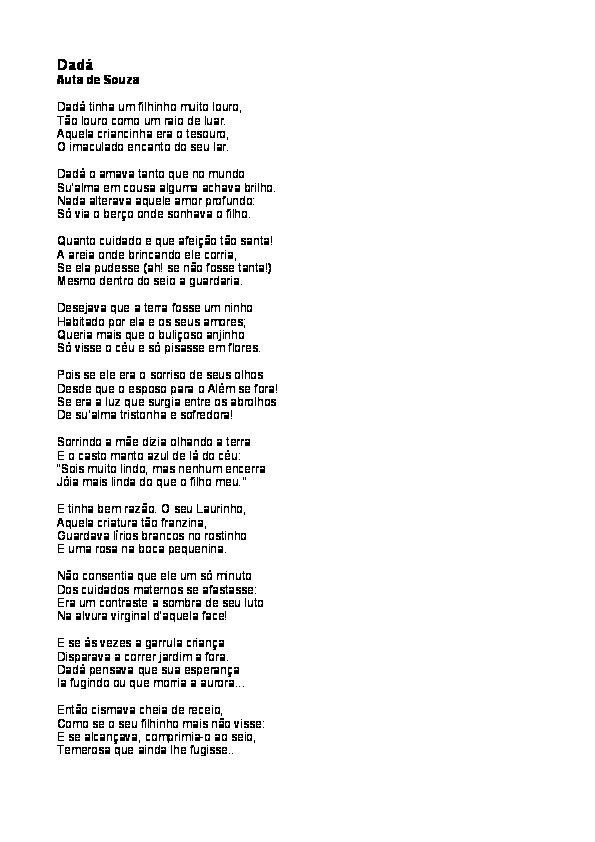 Dadá
Auta de Souza
Dadá tinha um filhinho muito louro,
Tão louro como um raio de luar.
Aquela criancinha era o tesouro,
O imaculado encanto do seu lar.
Dadá o amava tanto que no mundo
Su'alma em cousa alguma achava brilho.
Nada alterava aquele amor profundo:
Só via o berço onde sonhava o filho.
Quanto cuidado e que afeição tão santa!
A areia onde brincando ele corria,
Se ela pudesse (ah! se não fosse tanta!)
Mesmo dentro do seio a guardaria.
Desejava que a terra fosse um ninho
Habitado por ela e os seus amores;
Queria mais que o buliçoso anjinho
Só visse o céu e só pisasse em flores.
Pois se ele era o sorriso de seus olhos
Desde que o esposo para o Além se fora!
Se era a luz que surgia entre os abrolhos
De su'alma tristonha e sofredora!
Sorrindo a mãe dizia olhando a terra
E o casto manto azul de lá do céu:
"Sois muito lindo, mas nenhum encerra
Jóia mais linda do que o filho meu."
E tinha bem razão. O seu Laurinho,
Aquela criatura tão franzina,
Guardava lírios brancos no rostinho
E uma rosa na boca pequenina.
Não consentia que ele um só minuto
Dos cuidados maternos se afastasse:
Era um contraste a sombra de seu luto
Na alvura virginal d'aquela face!
E se às vezes a garrula criança
Disparava a correr jardim a fora.
Dadá pensava que sua esperança
Ia fugindo ou que morria a aurora...
Então cismava cheia de receio,
Como se o seu filhinho mais não visse:
E se alcançava, comprimia-o ao seio,
Temerosa que ainda lhe fugisse..